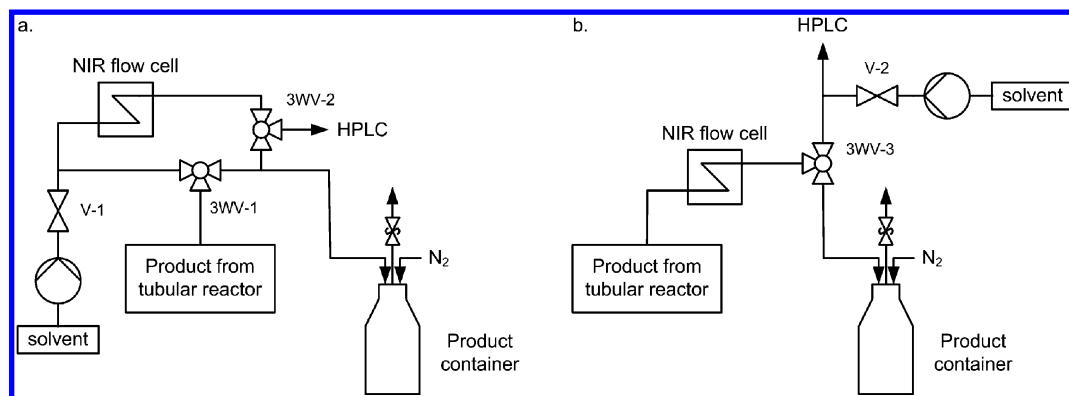 a.
NIR flow cell
3WV-2
HPLC
V-1
3WV-1
Product from
tubular reactor
N₂
solvent
Product
container
b.
HPLC
V-2
solvent
NIR flow cell
3WV-3
Product from
tubular reactor
N₂
Product
container